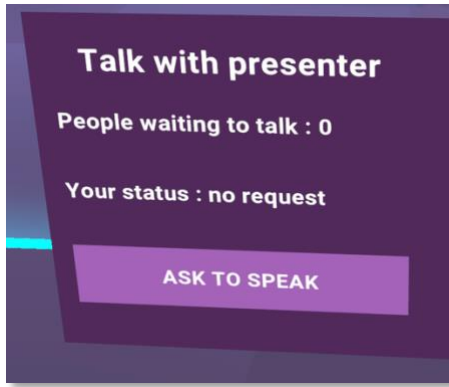 Talk with presenter
People waiting to talk : 0
Your status : no request
ASK TO SPEAK